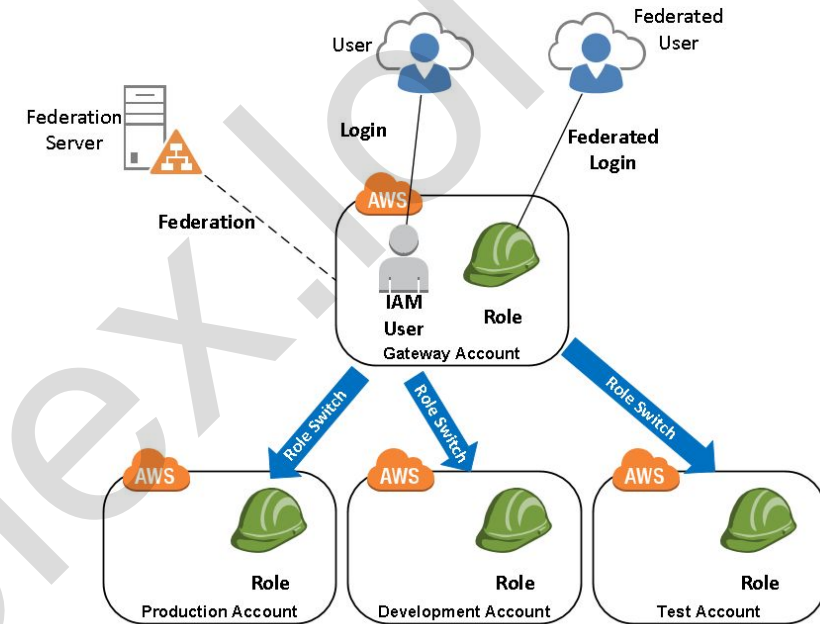 User
Federated
User
Federation
Server
Login
Federated
Login
AWS
Federation
IAM
User
Role
Gateway Account
Role Switch
Role Switch
Role Switch
AWS
AWS
AWS
Role
Role
Role
Production Account
Development Account
Test Account